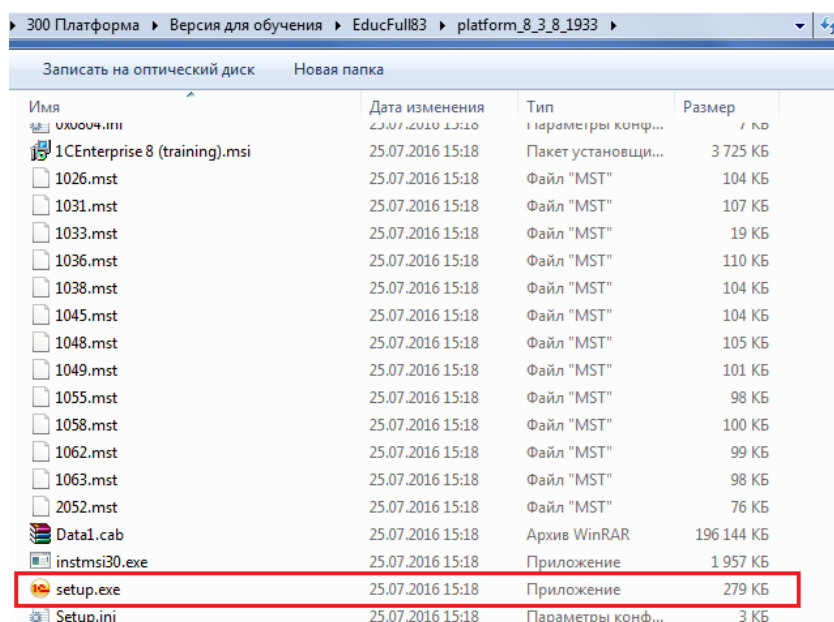 300 Платформа ▸ Версия для обучения ▸ EducFull83 ▸ platform_8_3_8_1933 ▸
Записать на оптический диск Новая папка
Имя Дата изменения Тип Размер
0x0804.ini 25.07.2016 15:18 Параметры конф... 7 КБ
1CEnterprise 8 (training).msi 25.07.2016 15:18 Пакет установщи... 3 725 КБ
1026.mst 25.07.2016 15:18 Файл "MST" 104 КБ
1031.mst 25.07.2016 15:18 Файл "MST" 107 КБ
1033.mst 25.07.2016 15:18 Файл "MST" 19 КБ
1036.mst 25.07.2016 15:18 Файл "MST" 110 КБ
1038.mst 25.07.2016 15:18 Файл "MST" 104 КБ
1045.mst 25.07.2016 15:18 Файл "MST" 104 КБ
1048.mst 25.07.2016 15:18 Файл "MST" 105 КБ
1049.mst 25.07.2016 15:18 Файл "MST" 101 КБ
1055.mst 25.07.2016 15:18 Файл "MST" 98 КБ
1058.mst 25.07.2016 15:18 Файл "MST" 100 КБ
1062.mst 25.07.2016 15:18 Файл "MST" 99 КБ
1063.mst 25.07.2016 15:18 Файл "MST" 98 КБ
2052.mst 25.07.2016 15:18 Файл "MST" 76 КБ
Data1.cab 25.07.2016 15:18 Архив WinRAR 196 144 КБ
instmsi30.exe 25.07.2016 15:18 Приложение 1 957 КБ
setup.exe 25.07.2016 15:18 Приложение 279 КБ
Setup.ini 25.07.2016 15:18 Параметры конф... 3 КБ